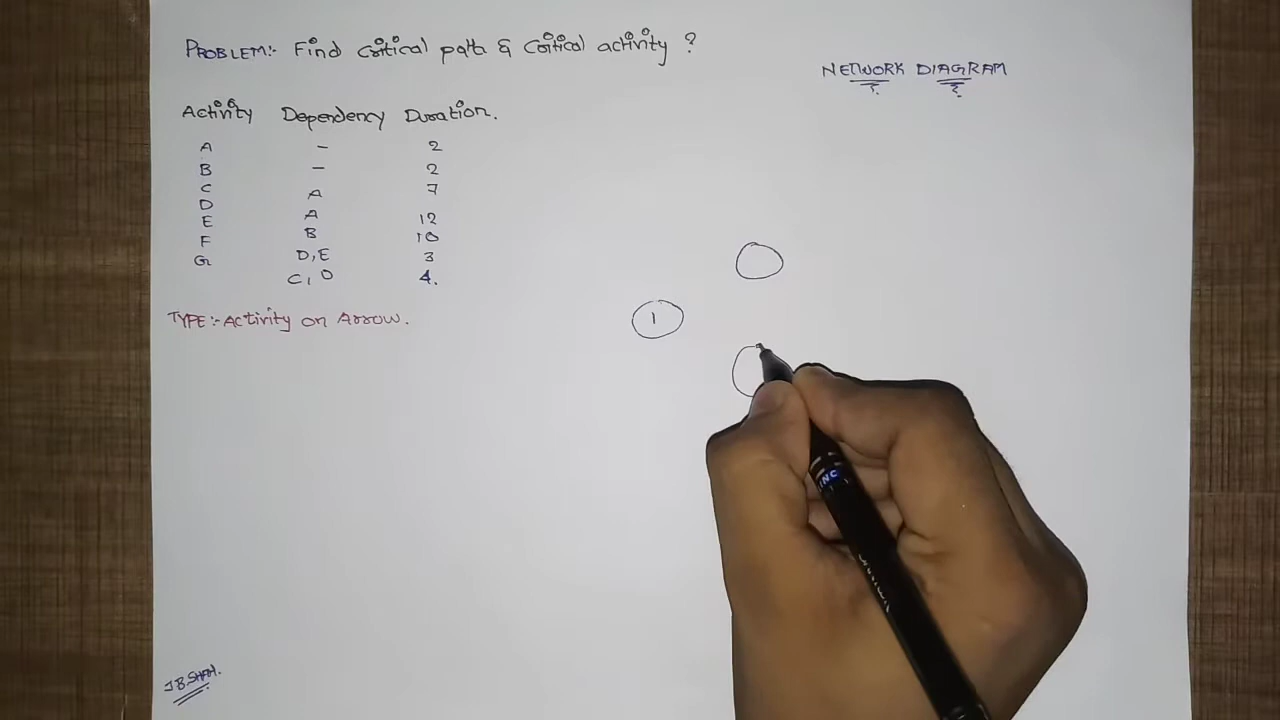 PROBLEM:- Find critical path & critical activity ?
NETWORK DIAGRAM
Activity Dependency Duration.
A - 2
B - 2
C A 7
D A 12
E B 10
F D,E 3
G C, D 4.
TYPE:- Activity on Arrow.
1
J B SHAH.